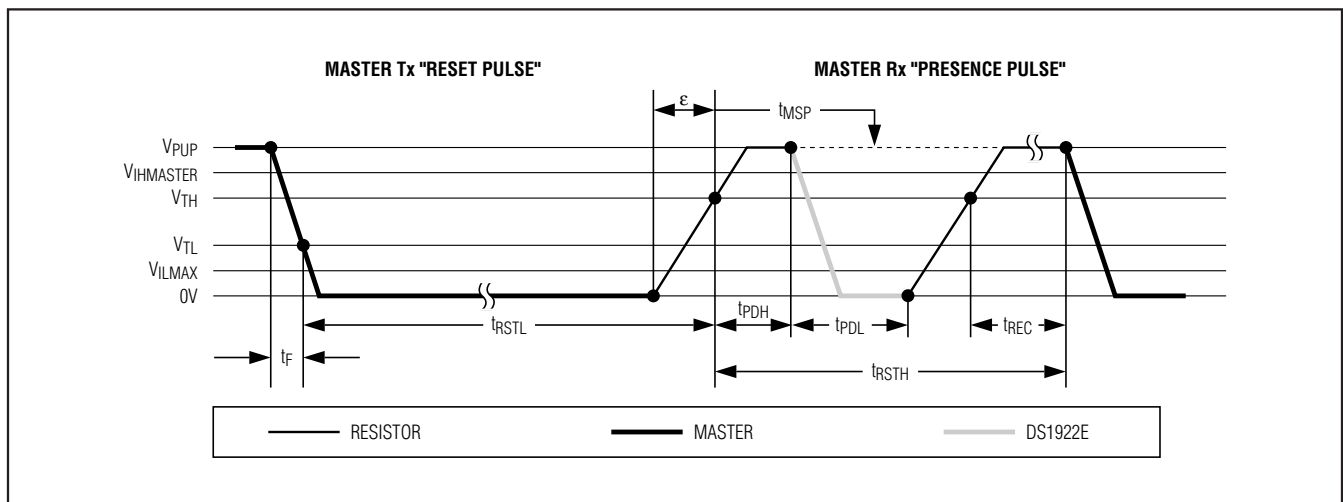 MASTER Tx "RESET PULSE" MASTER Rx "PRESENCE PULSE"
ε tMSP
VPUP
VIHMASTER
VTH
VTL
VILMAX
0V
tRSTL tPDH tPDL tREC
tF tRSTH
RESISTOR MASTER DS1922E